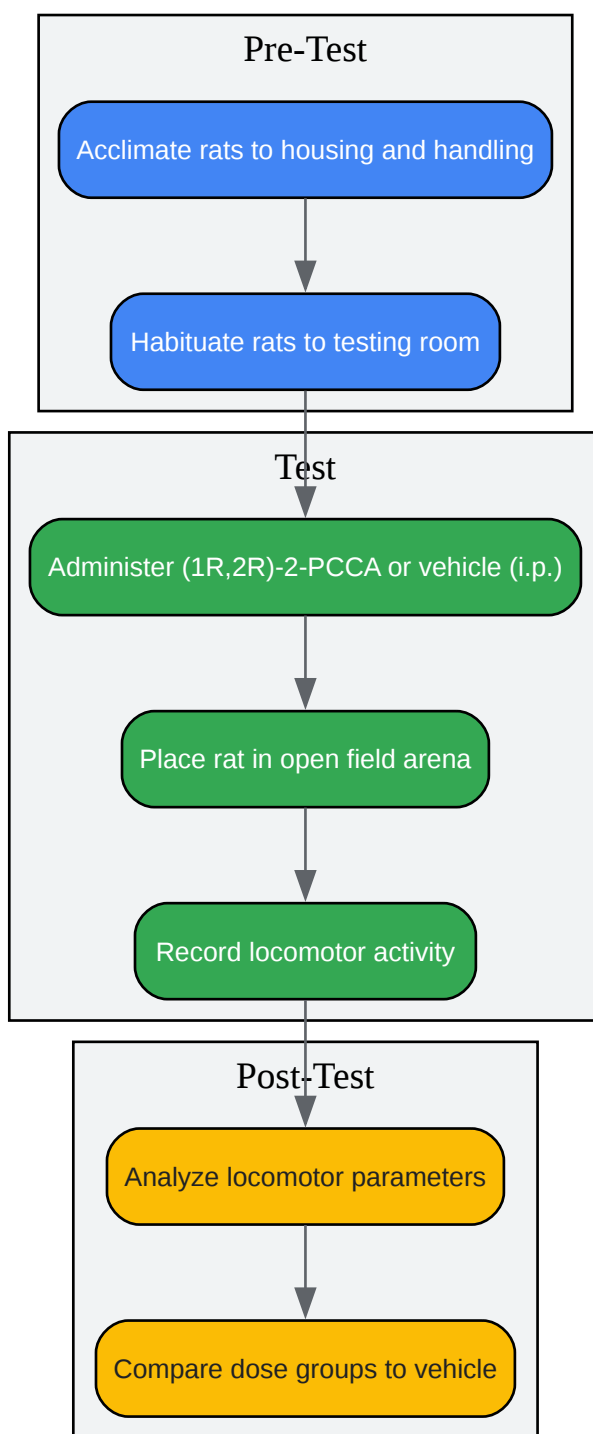 Pre-Test
Acclimate rats to housing and handling
Habituate rats to testing room
Test
Administer (1R,2R)-2-PCCA or vehicle (i.p.)
Place rat in open field arena
Record locomotor activity
Post-Test
Analyze locomotor parameters
Compare dose groups to vehicle